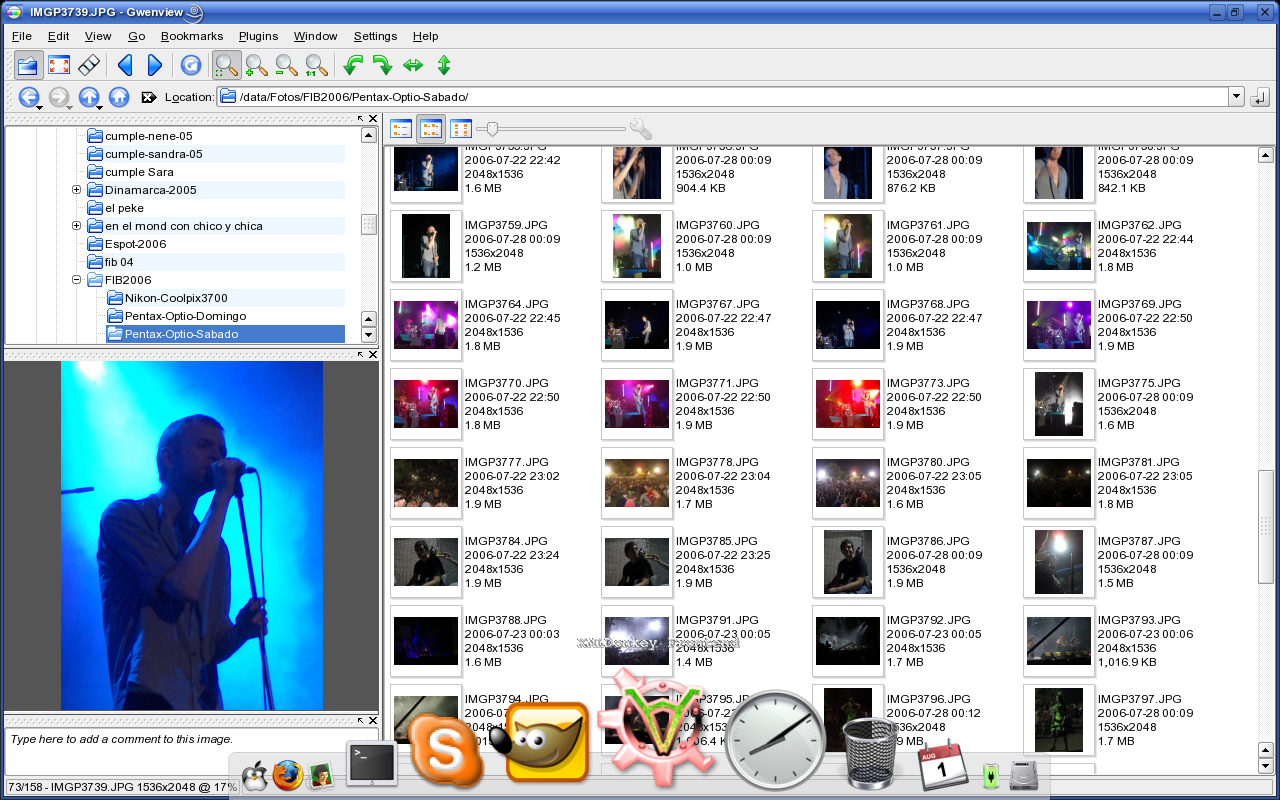 IMGP3739.JPG - Gwenview
File Edit View Go Bookmarks Plugins Window Settings Help
Location: /data/Fotos/FIB2006/Pentax-Optio-Sabado/
cumple-nene-05
cumple-sandra-05
cumple Sara
Dinamarca-2005
el peke
en el mond con chico y chica
Espot-2006
fib 04
FIB2006
Nikon-Coolpix3700
Pentax-Optio-Domingo
Pentax-Optio-Sabado
Type here to add a comment to this image.
73/158 - IMGP3739.JPG 1536x2048 @ 17%
2006-07-22 22:42 2006-07-28 00:09 2006-07-28 00:09 2006-07-28 00:09
2048x1536 1536x2048 1536x2048 1536x2048
1.6 MB 904.4 KB 876.2 KB 842.1 KB
IMGP3759.JPG IMGP3760.JPG IMGP3761.JPG IMGP3762.JPG
2006-07-28 00:09 2006-07-28 00:09 2006-07-28 00:09 2006-07-22 22:44
1536x2048 1536x2048 1536x2048 2048x1536
1.2 MB 1.0 MB 1.0 MB 1.8 MB
IMGP3764.JPG IMGP3767.JPG IMGP3768.JPG IMGP3769.JPG
2006-07-22 22:45 2006-07-22 22:47 2006-07-22 22:47 2006-07-22 22:50
2048x1536 2048x1536 2048x1536 2048x1536
1.8 MB 1.9 MB 1.9 MB 1.9 MB
IMGP3770.JPG IMGP3771.JPG IMGP3773.JPG IMGP3775.JPG
2006-07-22 22:50 2006-07-22 22:50 2006-07-22 22:50 2006-07-28 00:09
2048x1536 2048x1536 2048x1536 1536x2048
1.8 MB 1.9 MB 1.9 MB 1.6 MB
IMGP3777.JPG IMGP3778.JPG IMGP3780.JPG IMGP3781.JPG
2006-07-22 23:02 2006-07-22 23:04 2006-07-22 23:05 2006-07-22 23:05
2048x1536 2048x1536 2048x1536 2048x1536
1.9 MB 1.7 MB 1.6 MB 1.8 MB
IMGP3784.JPG IMGP3785.JPG IMGP3786.JPG IMGP3787.JPG
2006-07-22 23:24 2006-07-22 23:25 2006-07-28 00:09 2006-07-28 00:09
2048x1536 2048x1536 1536x2048 1536x2048
1.9 MB 1.9 MB 1.9 MB 1.5 MB
IMGP3788.JPG IMGP3791.JPG IMGP3792.JPG IMGP3793.JPG
2006-07-23 00:03 2006-07-23 00:05 2006-07-23 00:05 2006-07-23 00:06
2048x1536 2048x1536 2048x1536 2048x1536
1.6 MB 1.4 MB 1.7 MB 1,016.9 KB
IMGP3794.JPG IMGP3796.JPG IMGP3797.JPG
00:12 2006-07-28 00:09
1536x2048
1.7 MB
AUG
1